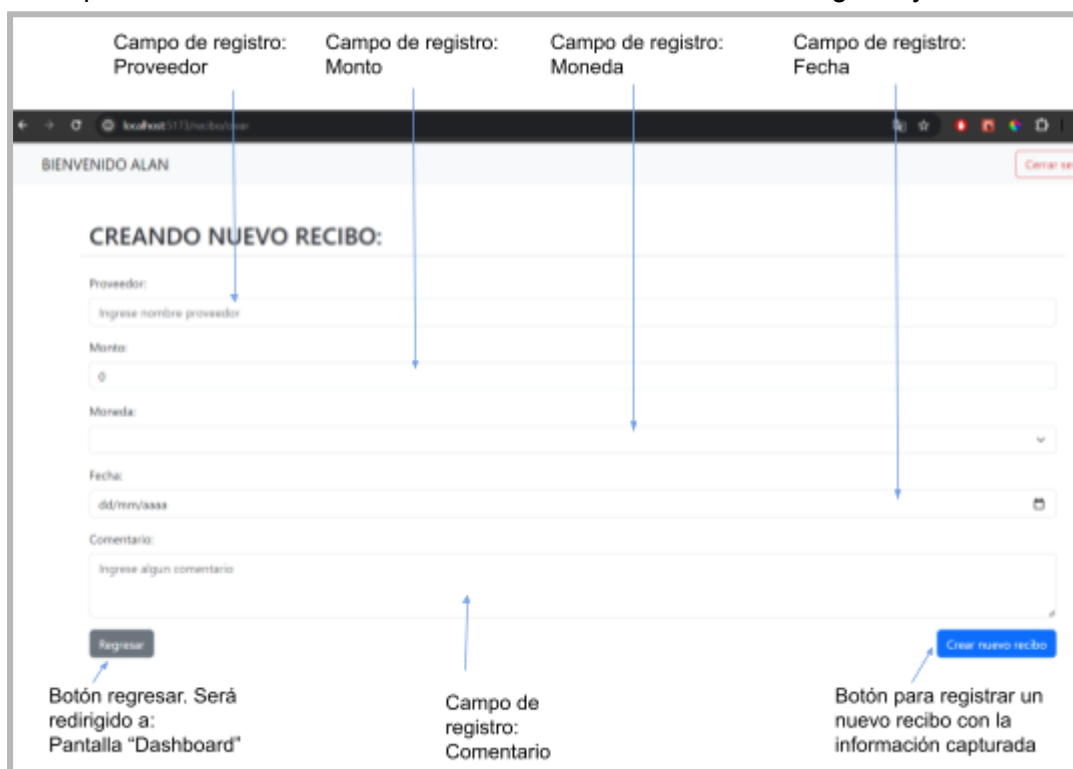 Campo de registro:
Proveedor
Campo de registro:
Monto
Campo de registro:
Moneda
Campo de registro:
Fecha
localhost:5173/recibo/crear
BIENVENIDO ALAN
Cerrar se
CREANDO NUEVO RECIBO:
Proveedor:
Ingrese nombre proveedor
Monto:
0
Moneda:
Fecha:
dd/mm/aaaa
Comentario:
Ingrese algun comentario
Regresar
Crear nuevo recibo
Botón regresar. Será
redirigido a:
Pantalla “Dashboard”
Campo de
registro:
Comentario
Botón para registrar un
nuevo recibo con la
información capturada